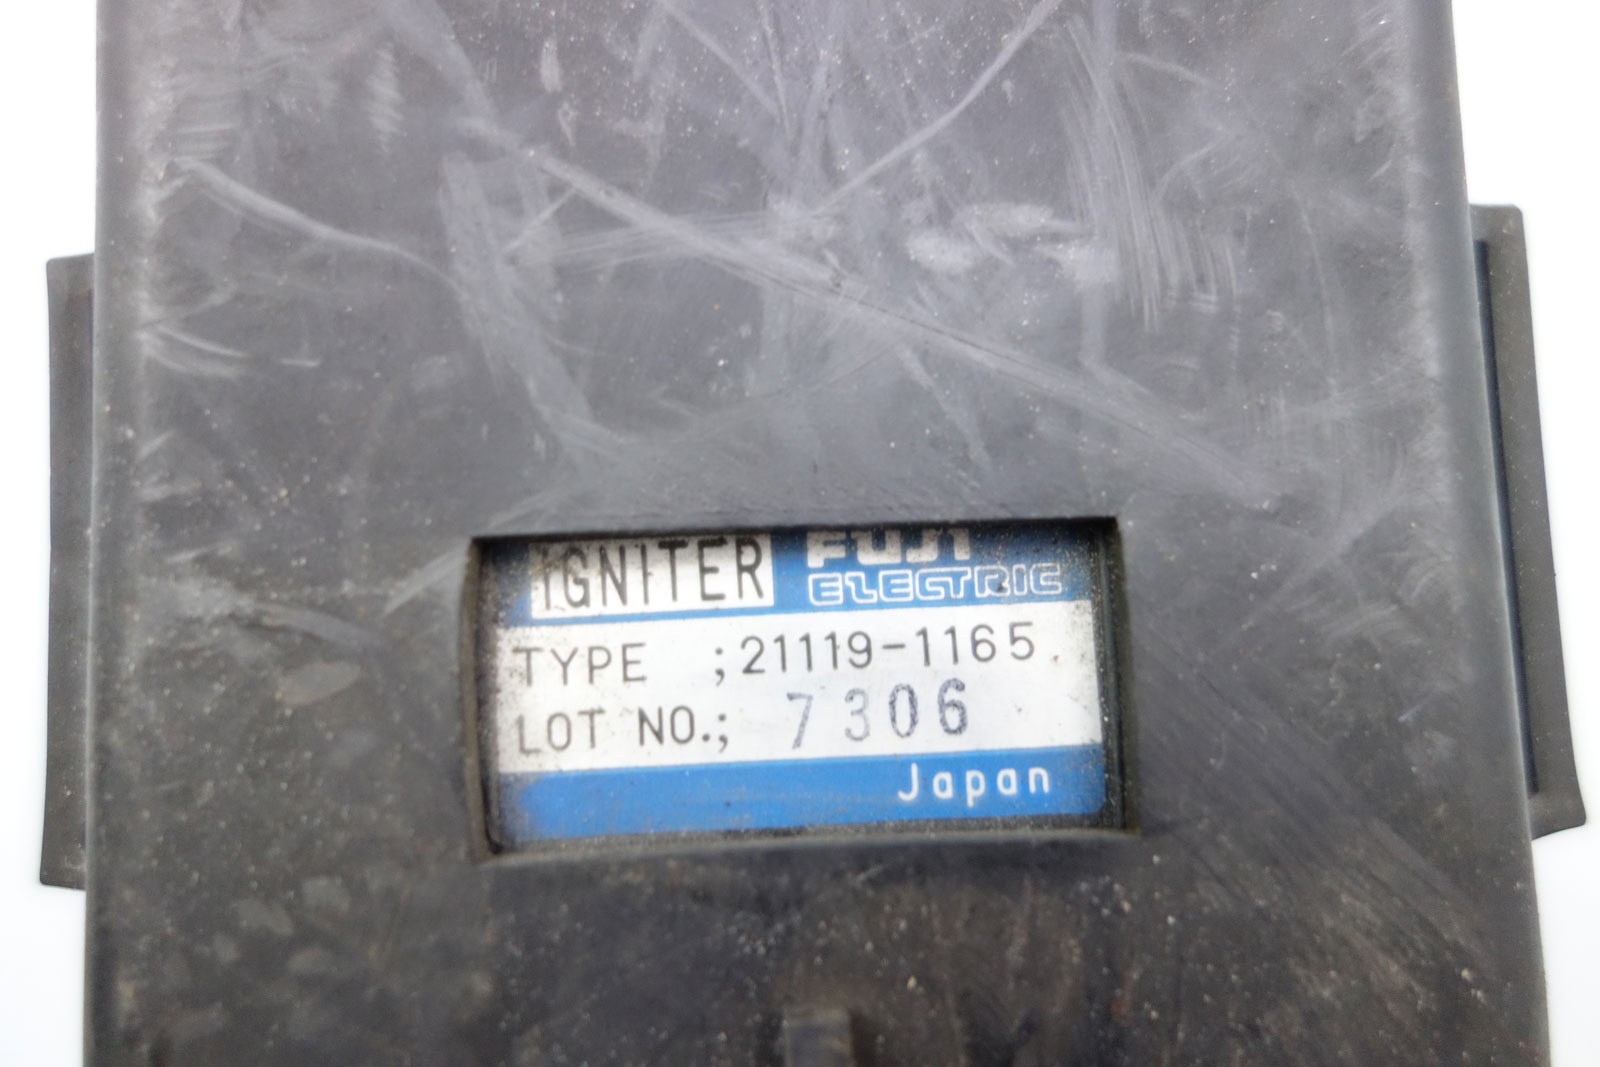 IGNITER
FUJI
ELECTRIC
TYPE ; 21119-1165
LOT NO.; 7306
Japan